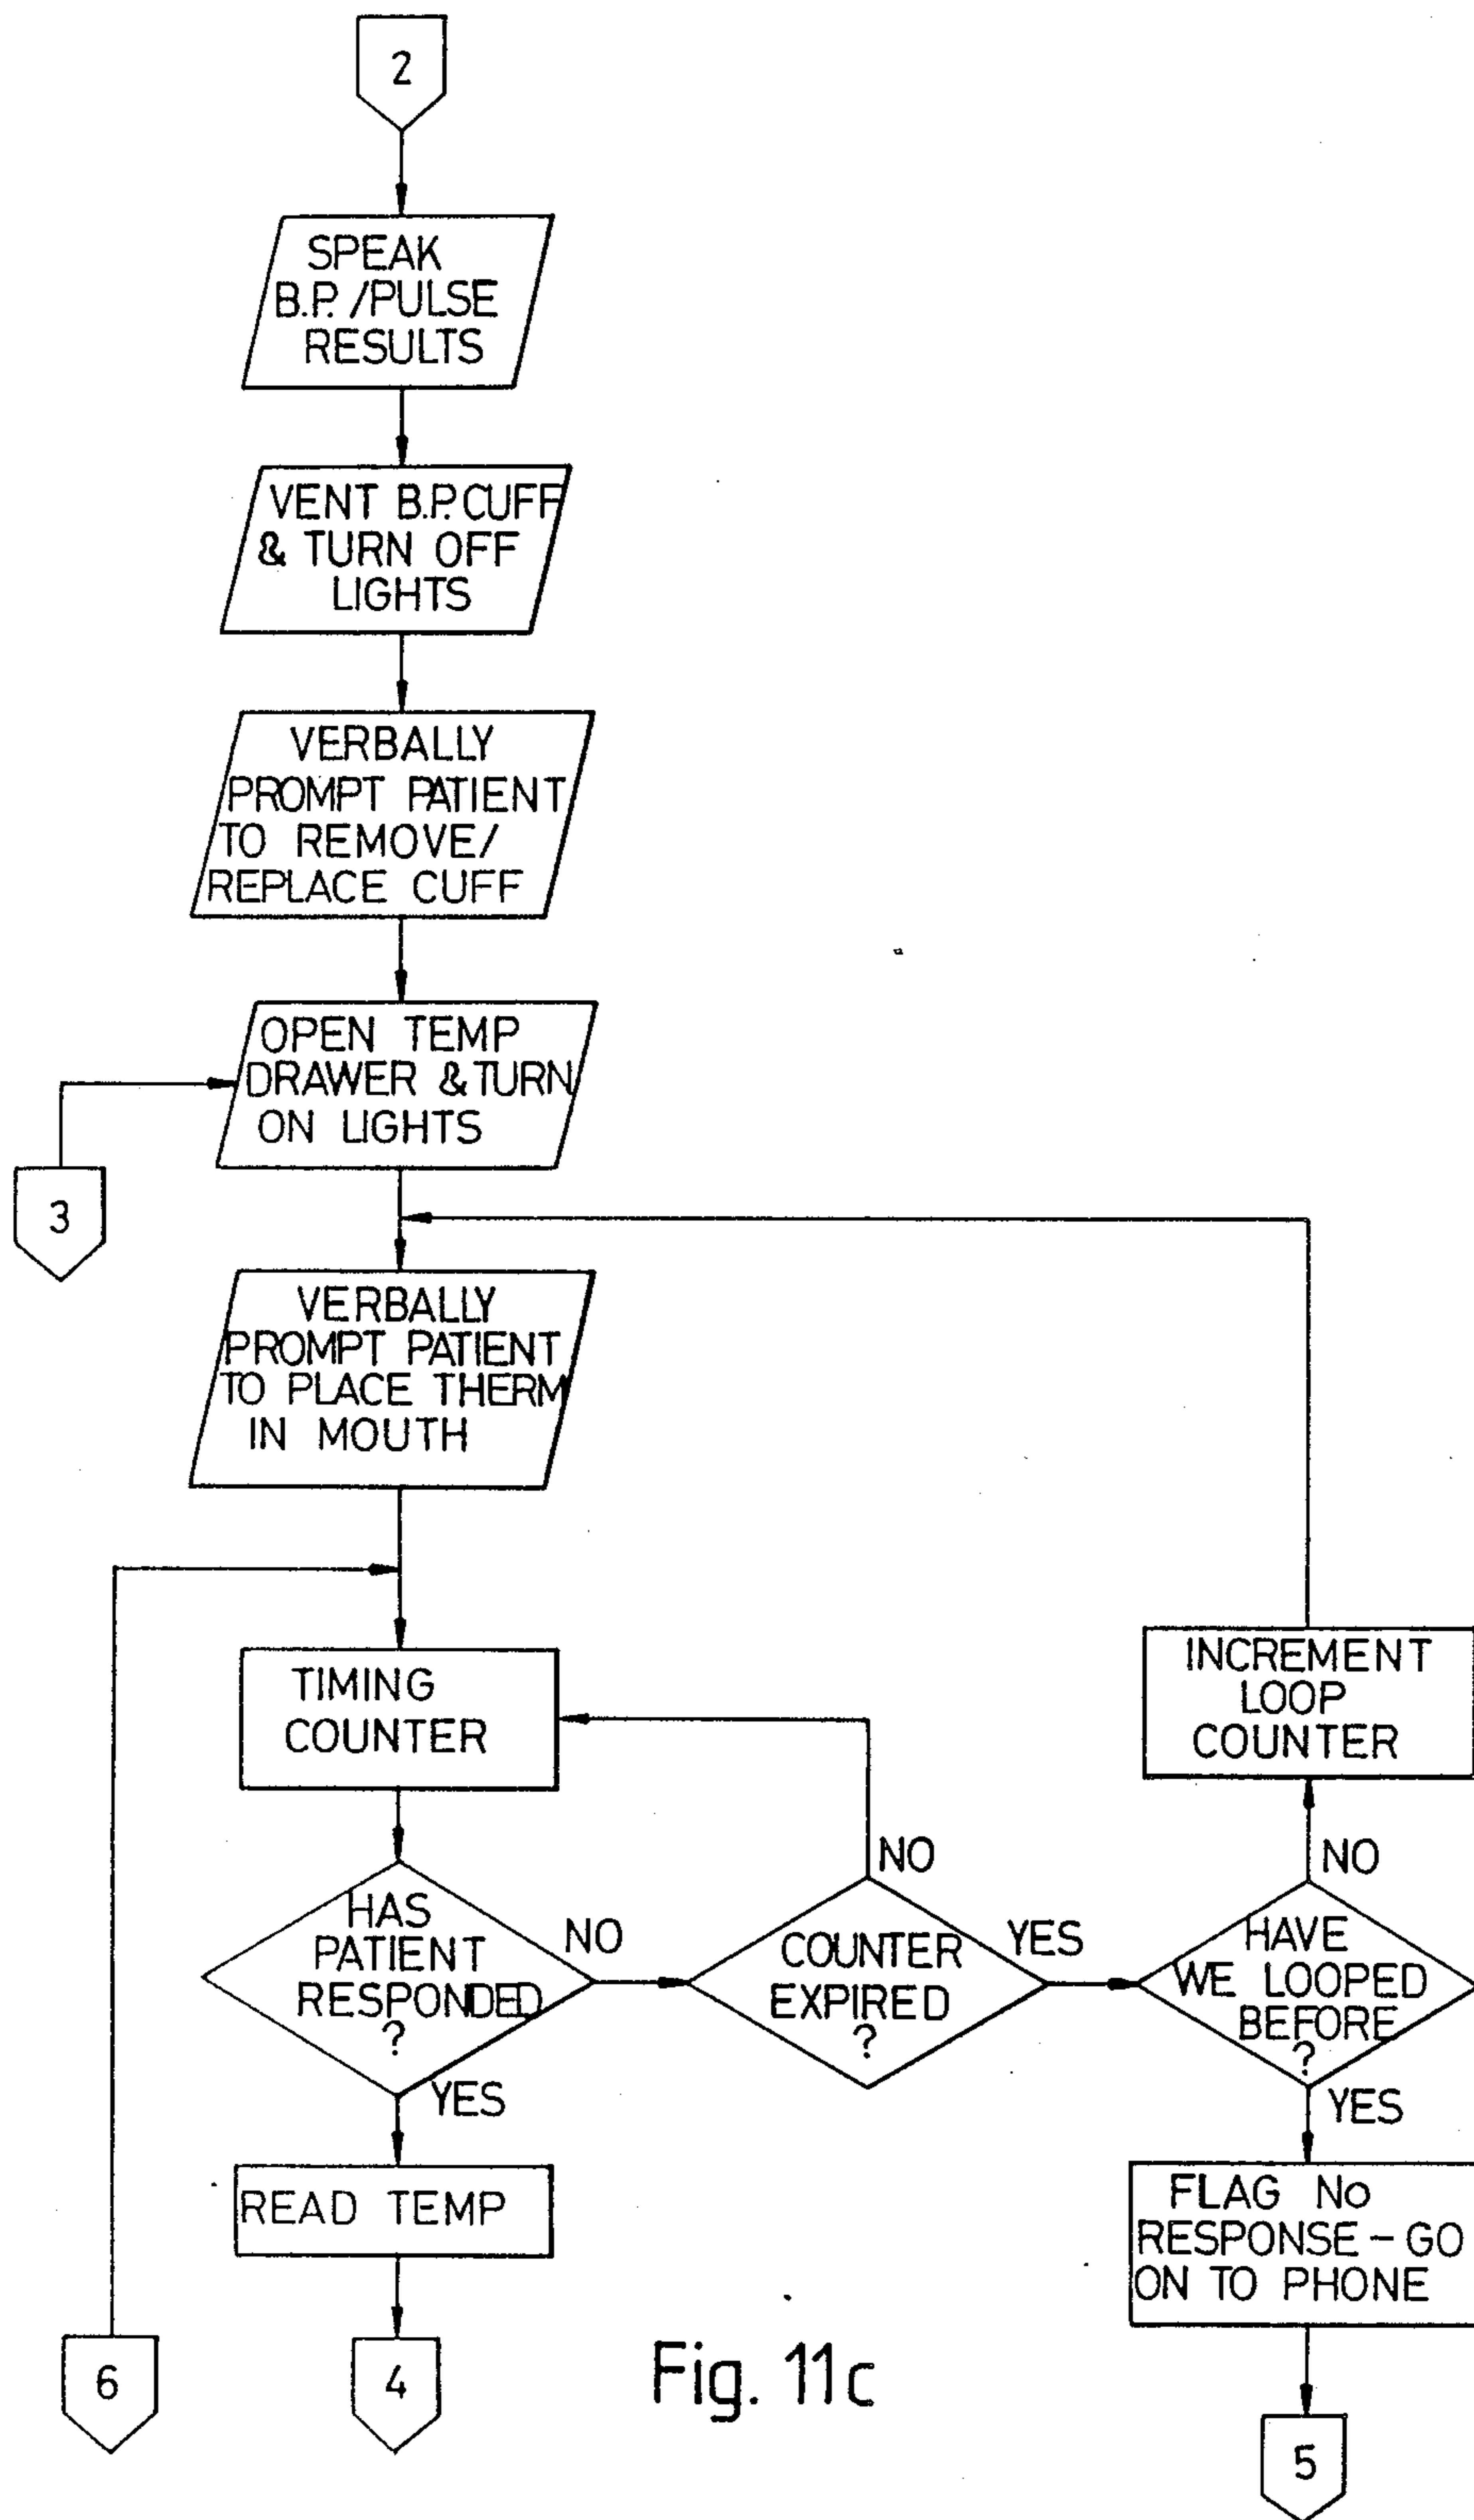 2
SPEAK
B.P./PULSE
RESULTS
VENT B.P. CUFF
& TURN OFF
LIGHTS
VERBALLY
PROMPT PATIENT
TO REMOVE/
REPLACE CUFF
OPEN TEMP
DRAWER & TURN
ON LIGHTS
3
VERBALLY
PROMPT PATIENT
TO PLACE THERM
IN MOUTH
TIMING
COUNTER
INCREMENT
LOOP
COUNTER
HAS
PATIENT
RESPONDED
?
NO
YES
COUNTER
EXPIRED
?
NO
YES
HAVE
WE LOOPED
BEFORE
?
NO
YES
READ TEMP
FLAG No
RESPONSE - GO
ON TO PHONE
6
4
Fig. 11c
5